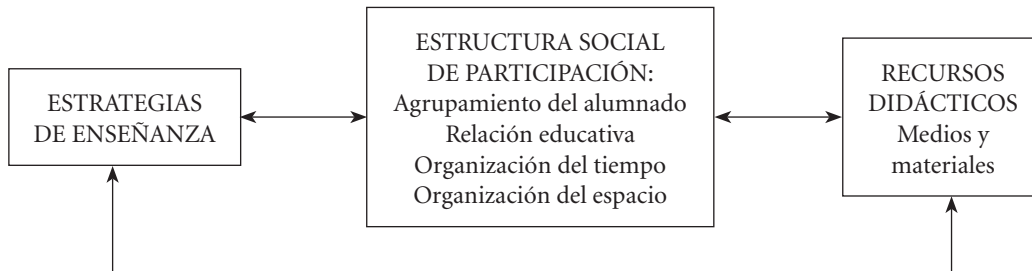 ESTRATEGIAS
DE ENSEÑANZA
ESTRUCTURA SOCIAL
DE PARTICIPACIÓN:
Agrupamiento del alumnado
Relación educativa
Organización del tiempo
Organización del espacio
RECURSOS
DIDÁCTICOS
Medios y
materiales